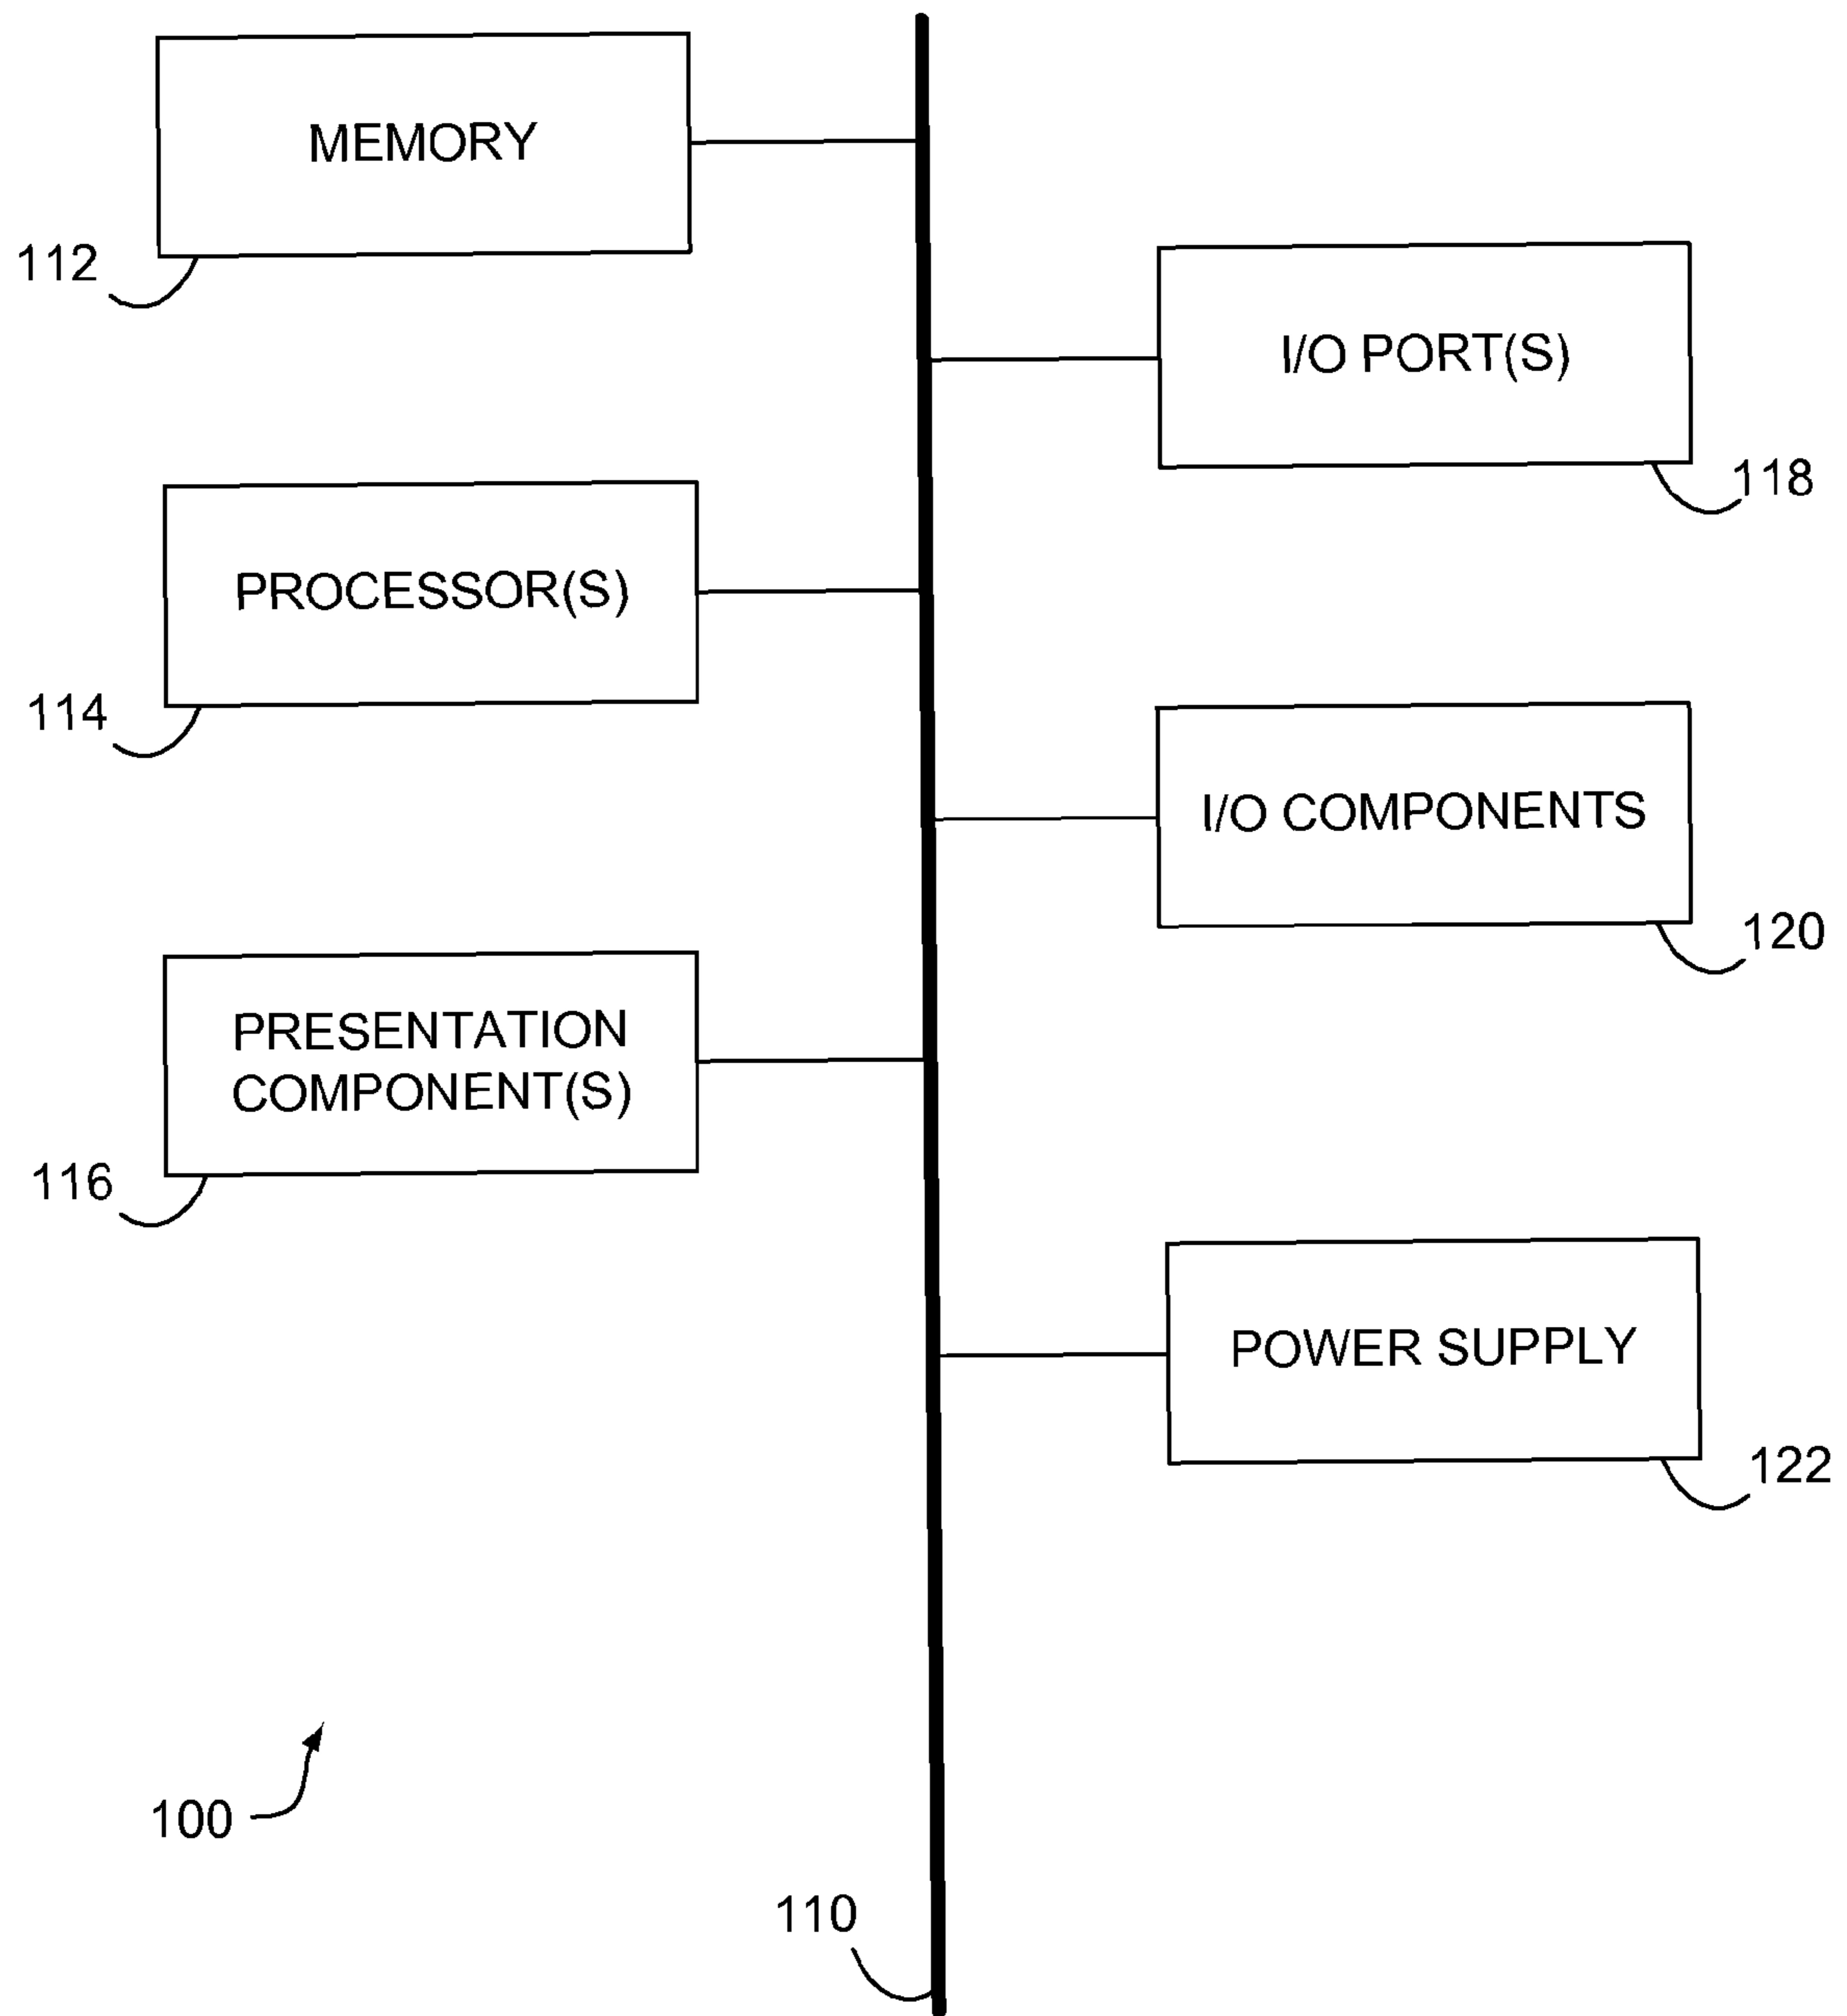 MEMORY
112
I/O PORT(S)
118
PROCESSOR(S)
114
I/O COMPONENTS
120
PRESENTATION
COMPONENT(S)
116
POWER SUPPLY
122
100
110